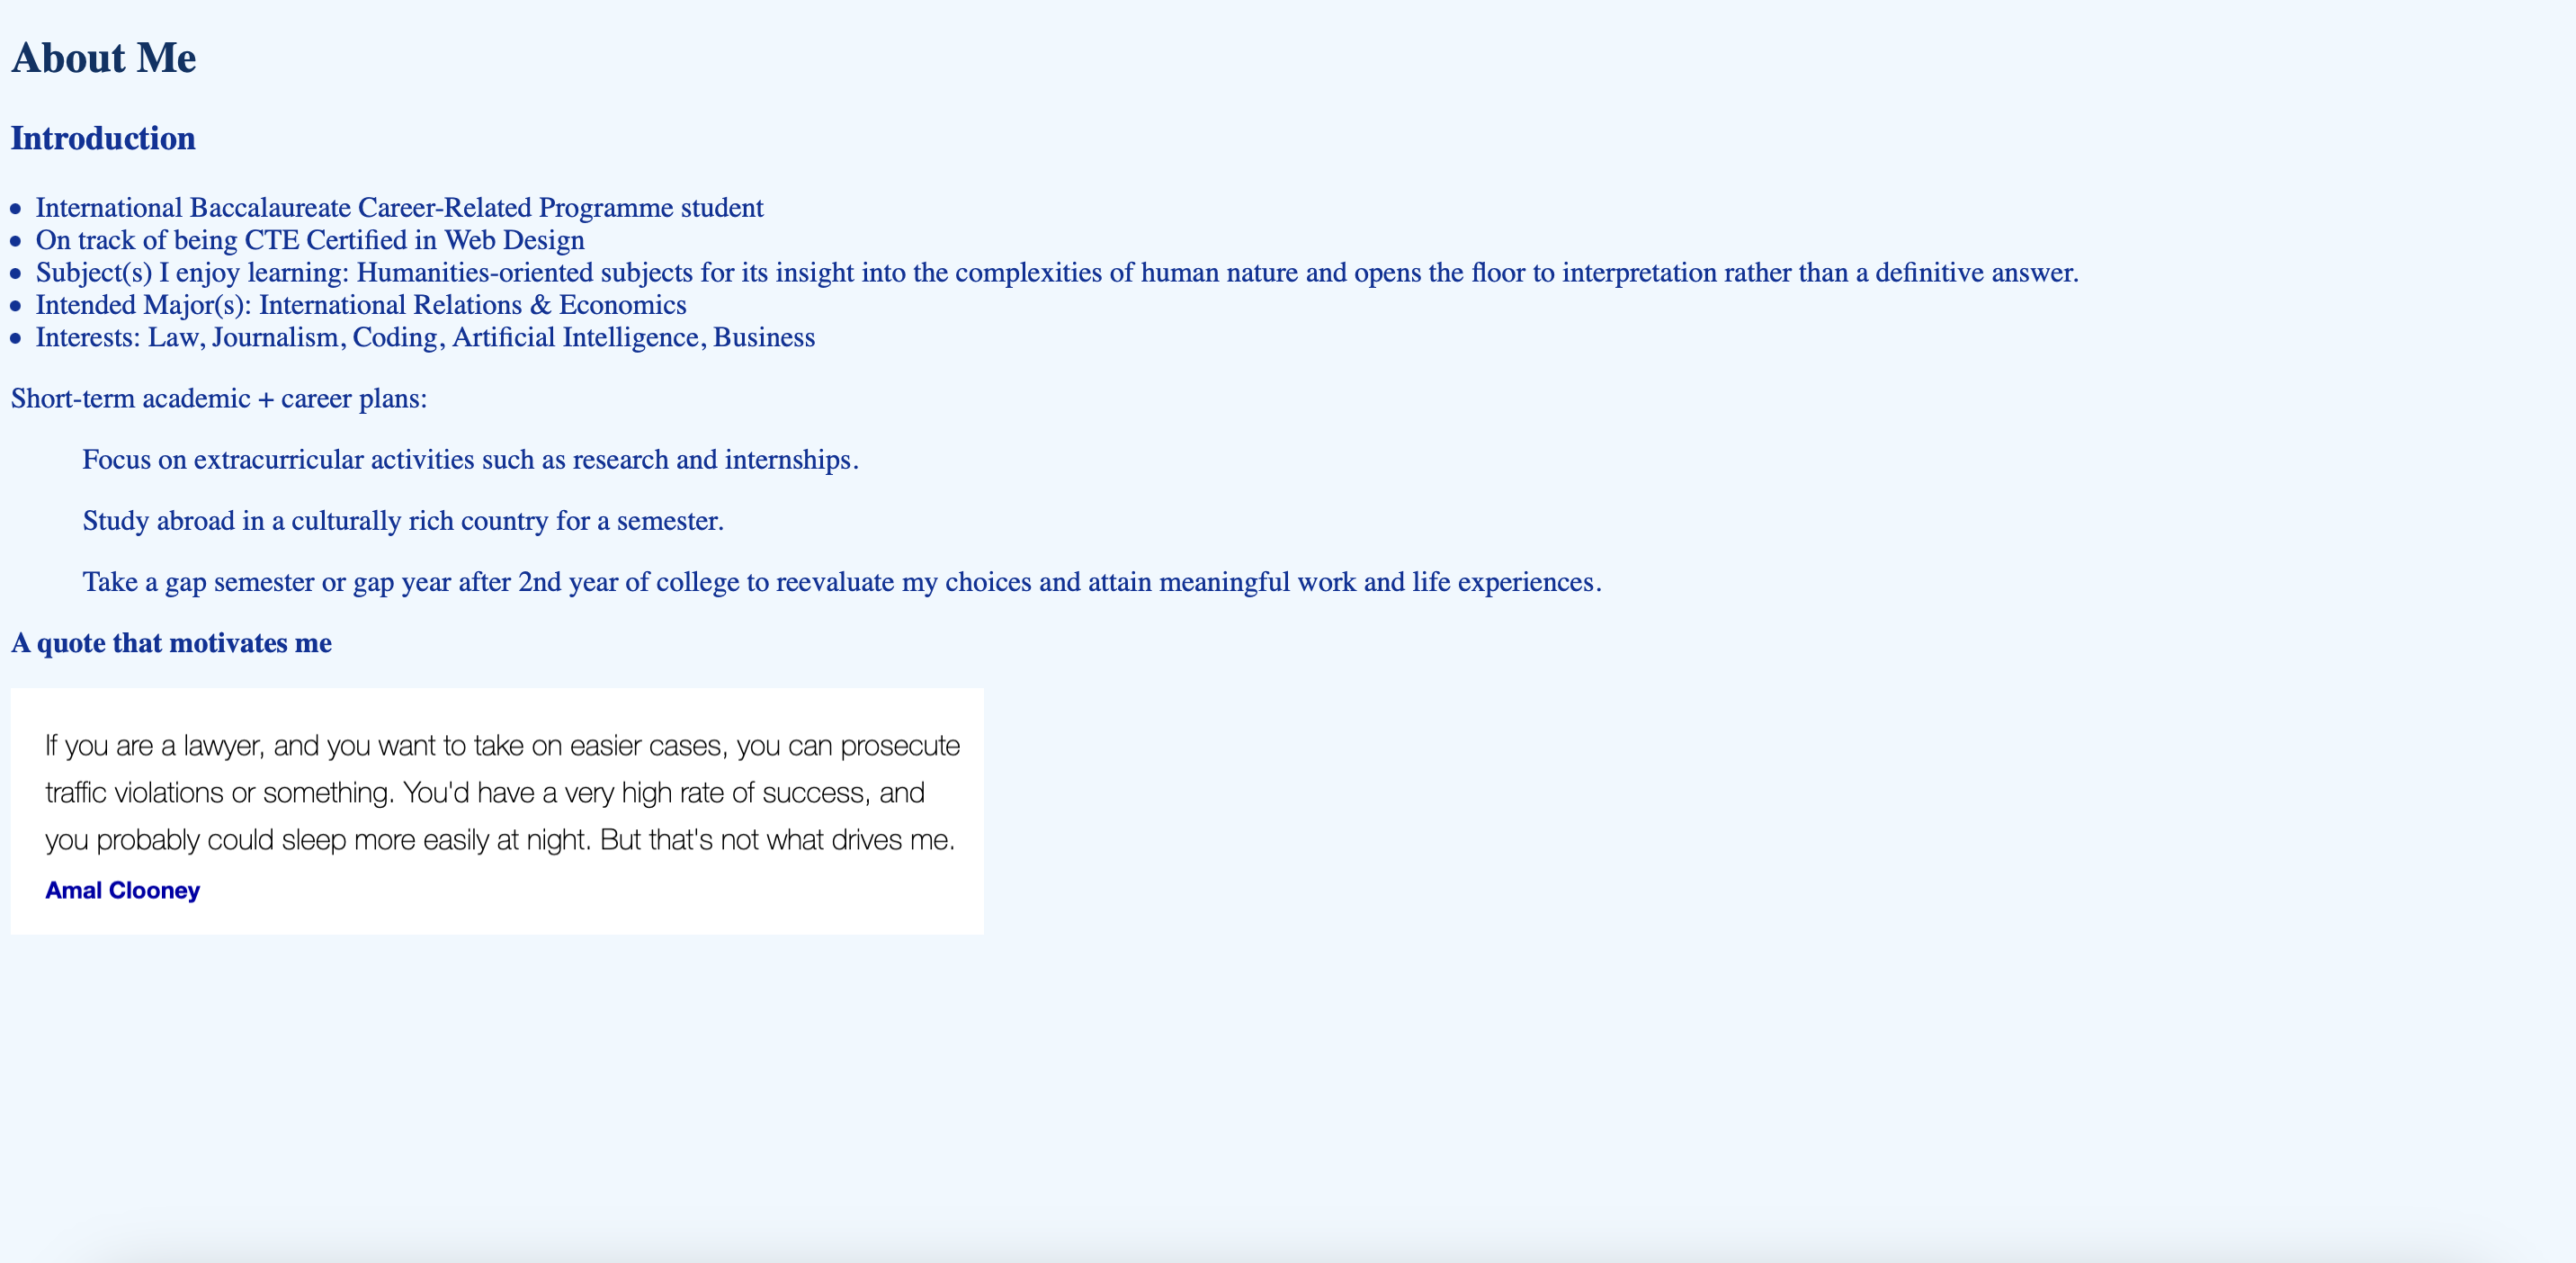 About Me
Introduction
• International Baccalaureate Career-Related Programme student
• On track of being CTE Certified in Web Design
• Subject(s) I enjoy learning: Humanities-oriented subjects for its insight into the complexities of human nature and opens the floor to interpretation rather than a definitive answer.
• Intended Major(s): International Relations & Economics
• Interests: Law, Journalism, Coding, Artificial Intelligence, Business
Short-term academic + career plans:
Focus on extracurricular activities such as research and internships.
Study abroad in a culturally rich country for a semester.
Take a gap semester or gap year after 2nd year of college to reevaluate my choices and attain meaningful work and life experiences.
A quote that motivates me
If you are a lawyer, and you want to take on easier cases, you can prosecute
traffic violations or something. You'd have a very high rate of success, and
you probably could sleep more easily at night. But that's not what drives me.
Amal Clooney